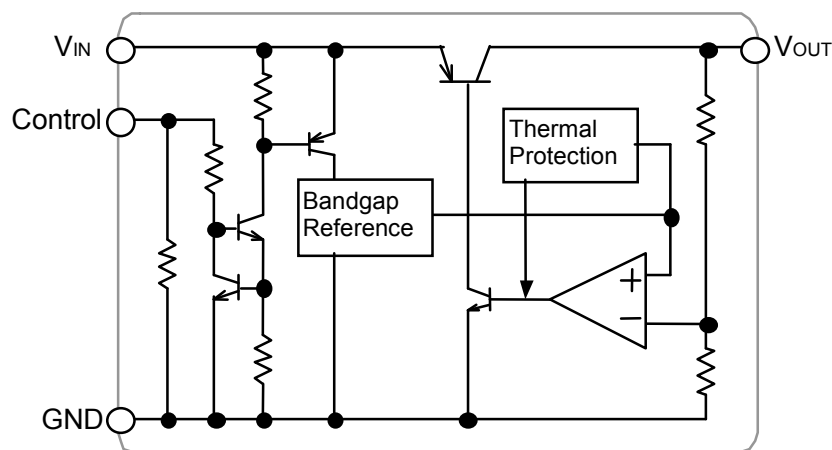 VIN
VOUT
Control
Thermal
Protection
Bandgap
Reference
+
−
GND